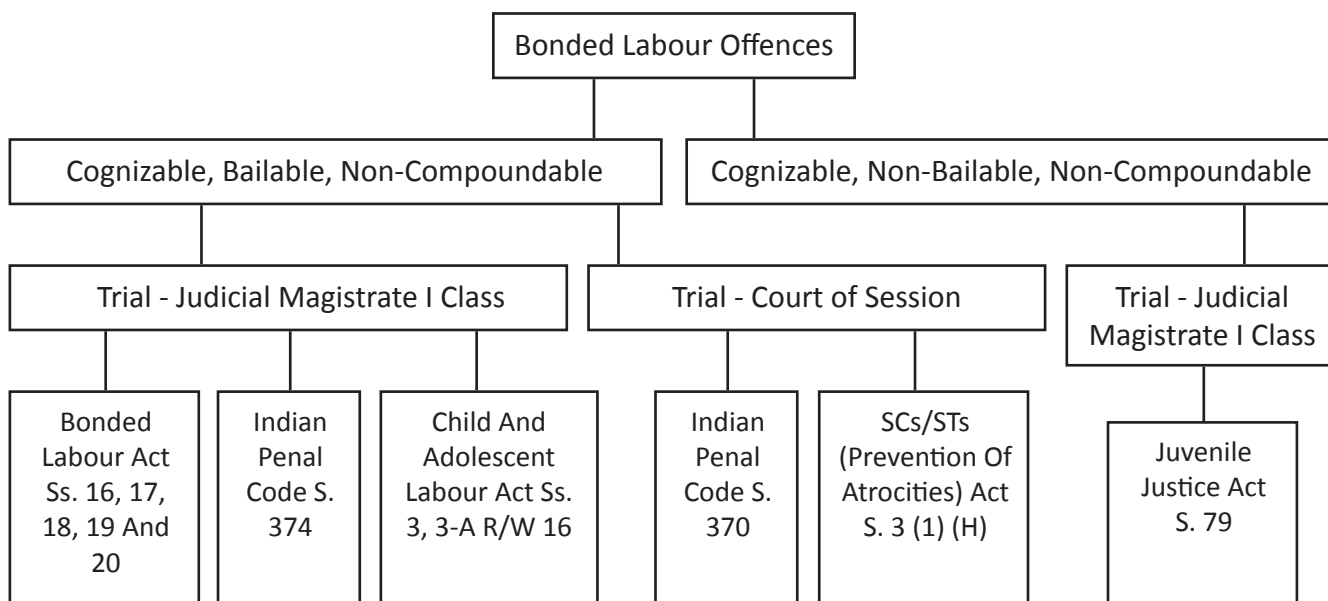 Bonded Labour Offences
Cognizable, Bailable, Non-Compoundable
Cognizable, Non-Bailable, Non-Compoundable
Trial - Judicial Magistrate I Class
Trial - Court of Session
Trial - Judicial
Magistrate I Class
Bonded
Labour Act
Ss. 16, 17,
18, 19 And
20
Indian
Penal
Code S.
374
Child And
Adolescent
Labour Act Ss.
3, 3-A R/W 16
Indian
Penal
Code S.
370
SCs/STs
(Prevention Of
Atrocities) Act
S. 3 (1) (H)
Juvenile
Justice Act
S. 79